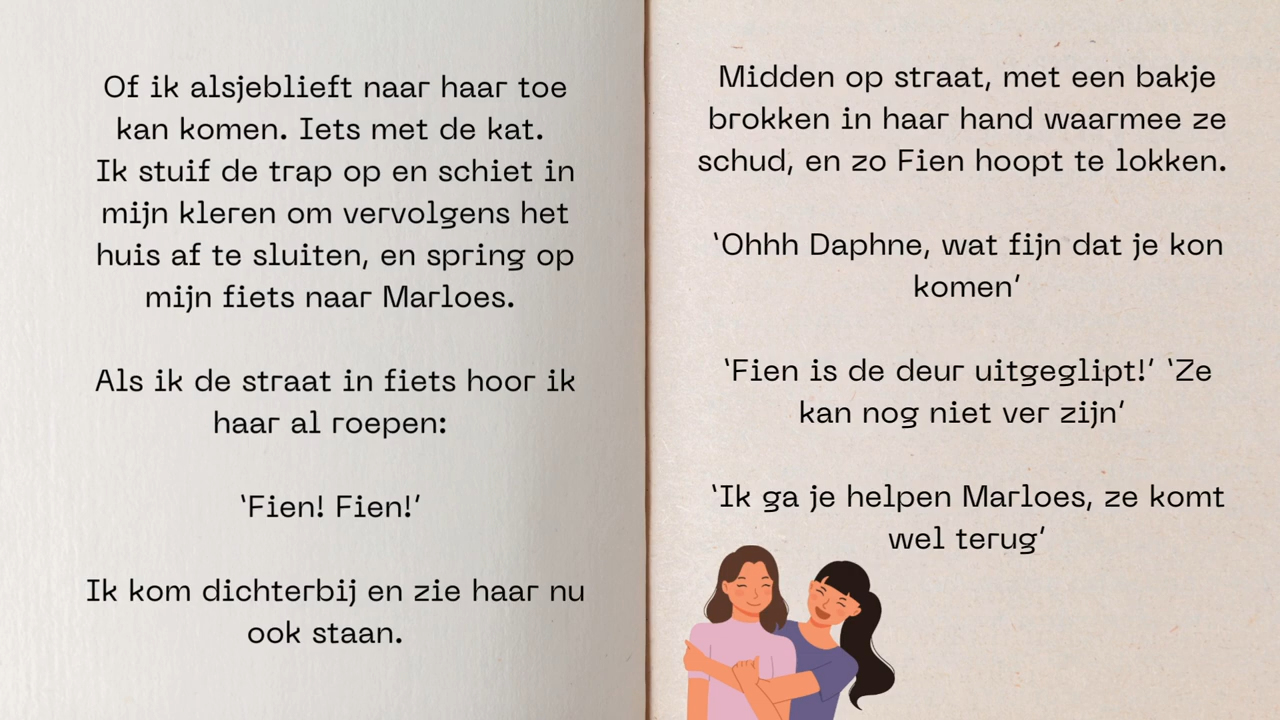 Of ik alsjeblieft naar haar toe
kan komen. Iets met de kat.
Ik stuif de trap op en schiet in
mijn kleren om vervolgens het
huis af te sluiten, en spring op
mijn fiets naar Marloes.
Als ik de straat in fiets hoor ik
haar al roepen:
‘Fien! Fien!’
Ik kom dichterbij en zie haar nu
ook staan.
Midden op straat, met een bakje
brokken in haar hand waarmee ze
schud, en zo Fien hoopt te lokken.
‘Ohhh Daphne, wat fijn dat je kon
komen’
‘Fien is de deur uitgeglipt!’ ‘Ze
kan nog niet ver zijn’
‘Ik ga je helpen Marloes, ze komt
wel terug’